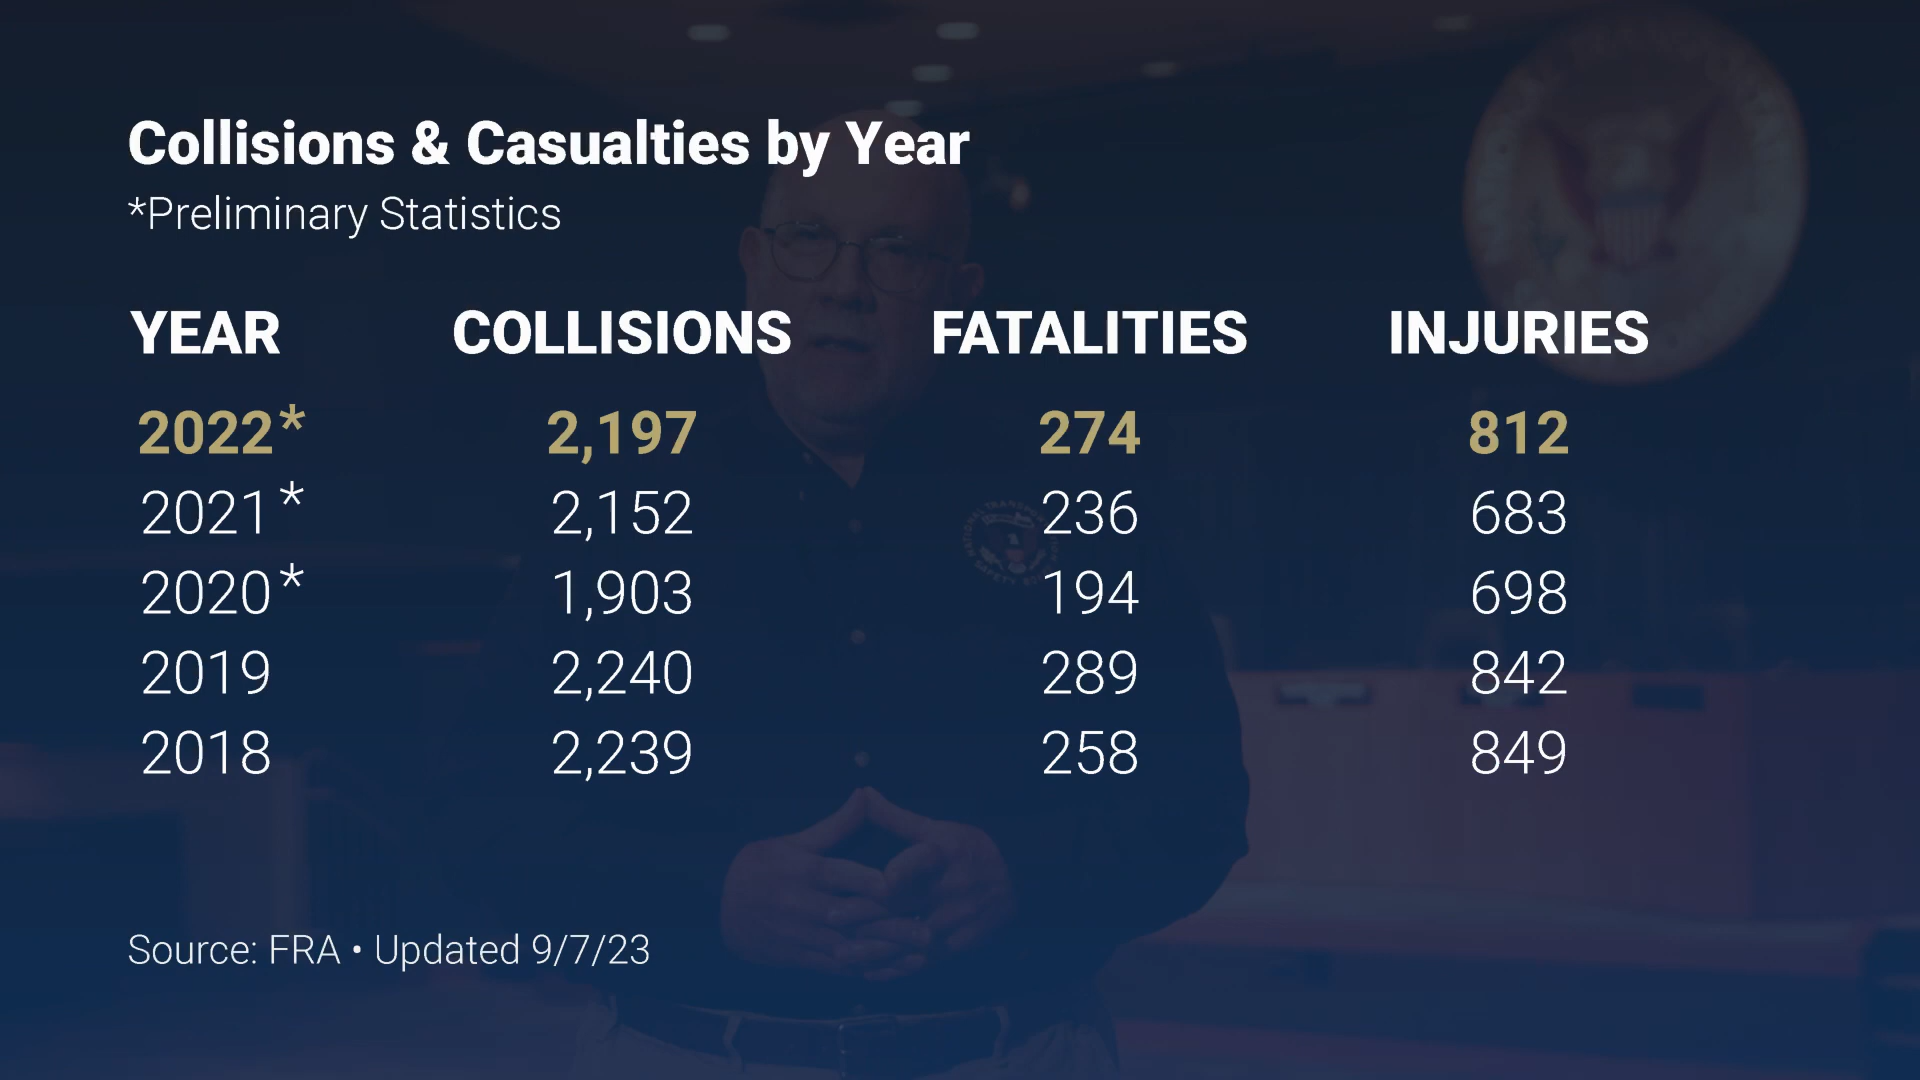 Collisions & Casualties by Year
*Preliminary Statistics
YEAR COLLISIONS FATALITIES INJURIES
2022* 2,197 274 812
2021* 2,152 236 683
2020* 1,903 194 698
2019 2,240 289 842
2018 2,239 258 849
Source: FRA • Updated 9/7/23